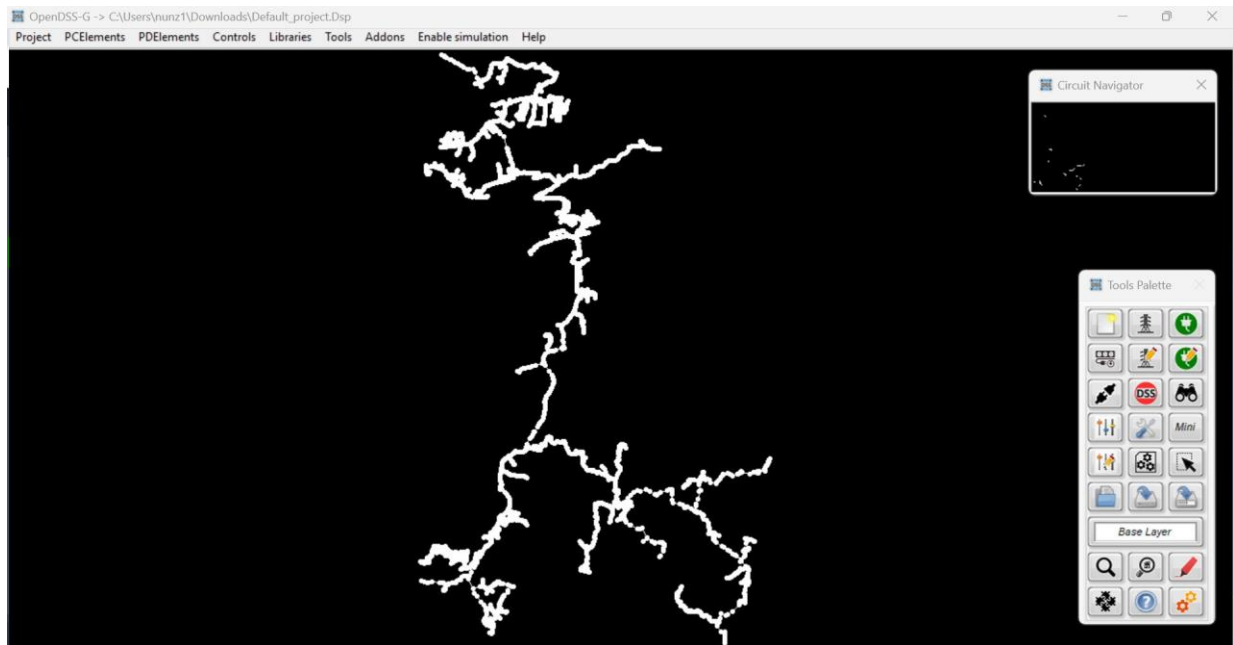 OpenDSS-G -> C:\Users\nunz1\Downloads\Default_project.Dsp
Project PCElements PDElements Controls Libraries Tools Addons Enable simulation Help
Circuit Navigator
Tools Palette
DSS
Mini
Base Layer